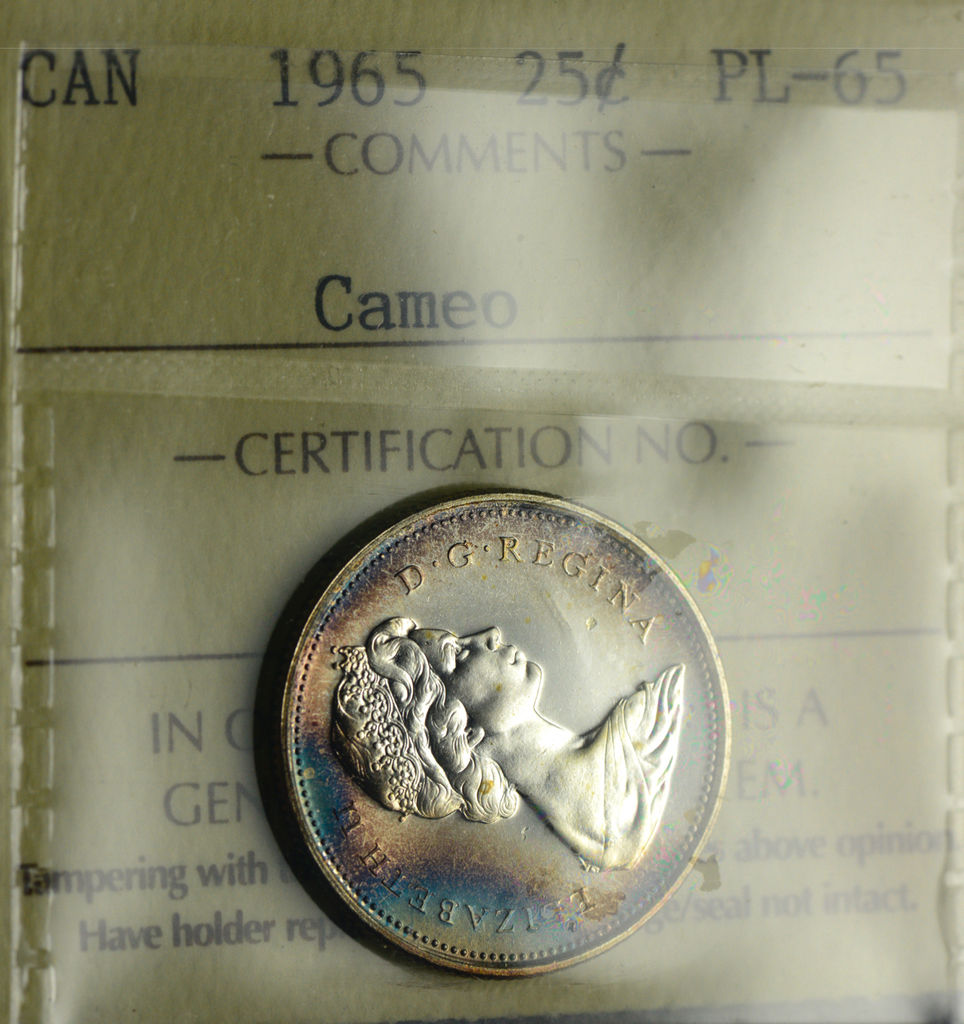 CAN 1965 25¢ PL-65
— COMMENTS —
Cameo
— CERTIFICATION NO. —
IN IS A
GEN EM.
Tampering with above opinion
Have holder rep ge/seal not intact.
ELIZABETH II D·G·REGINA